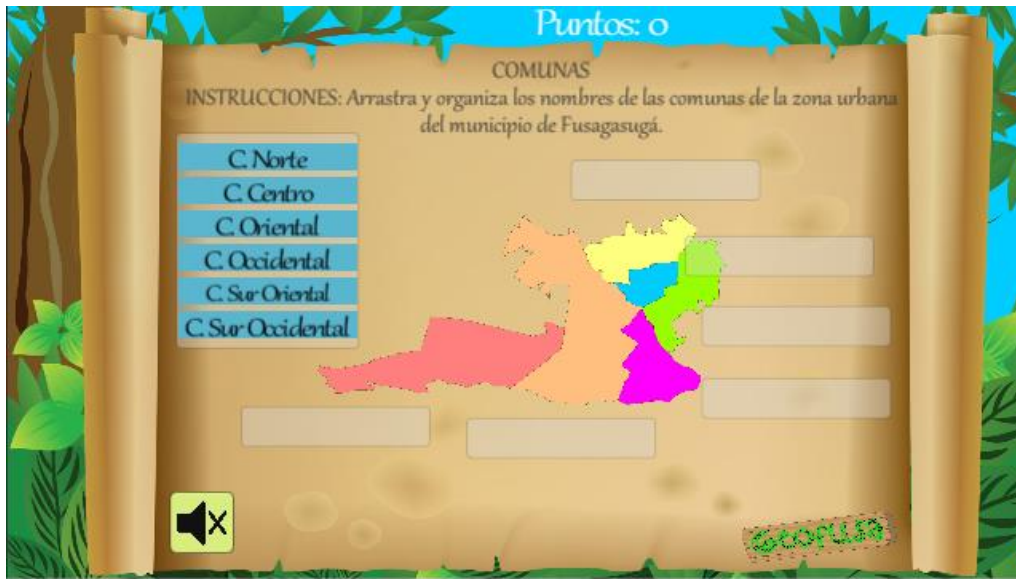 Puntos: 0
COMUNAS
INSTRUCCIONES: Arrastra y organiza los nombres de las comunas de la zona urbana
del municipio de Fusagasugá.
C. Norte
C. Centro
C. Oriental
C. Occidental
C. Sur Oriental
C. Sur Occidental
Geofusa